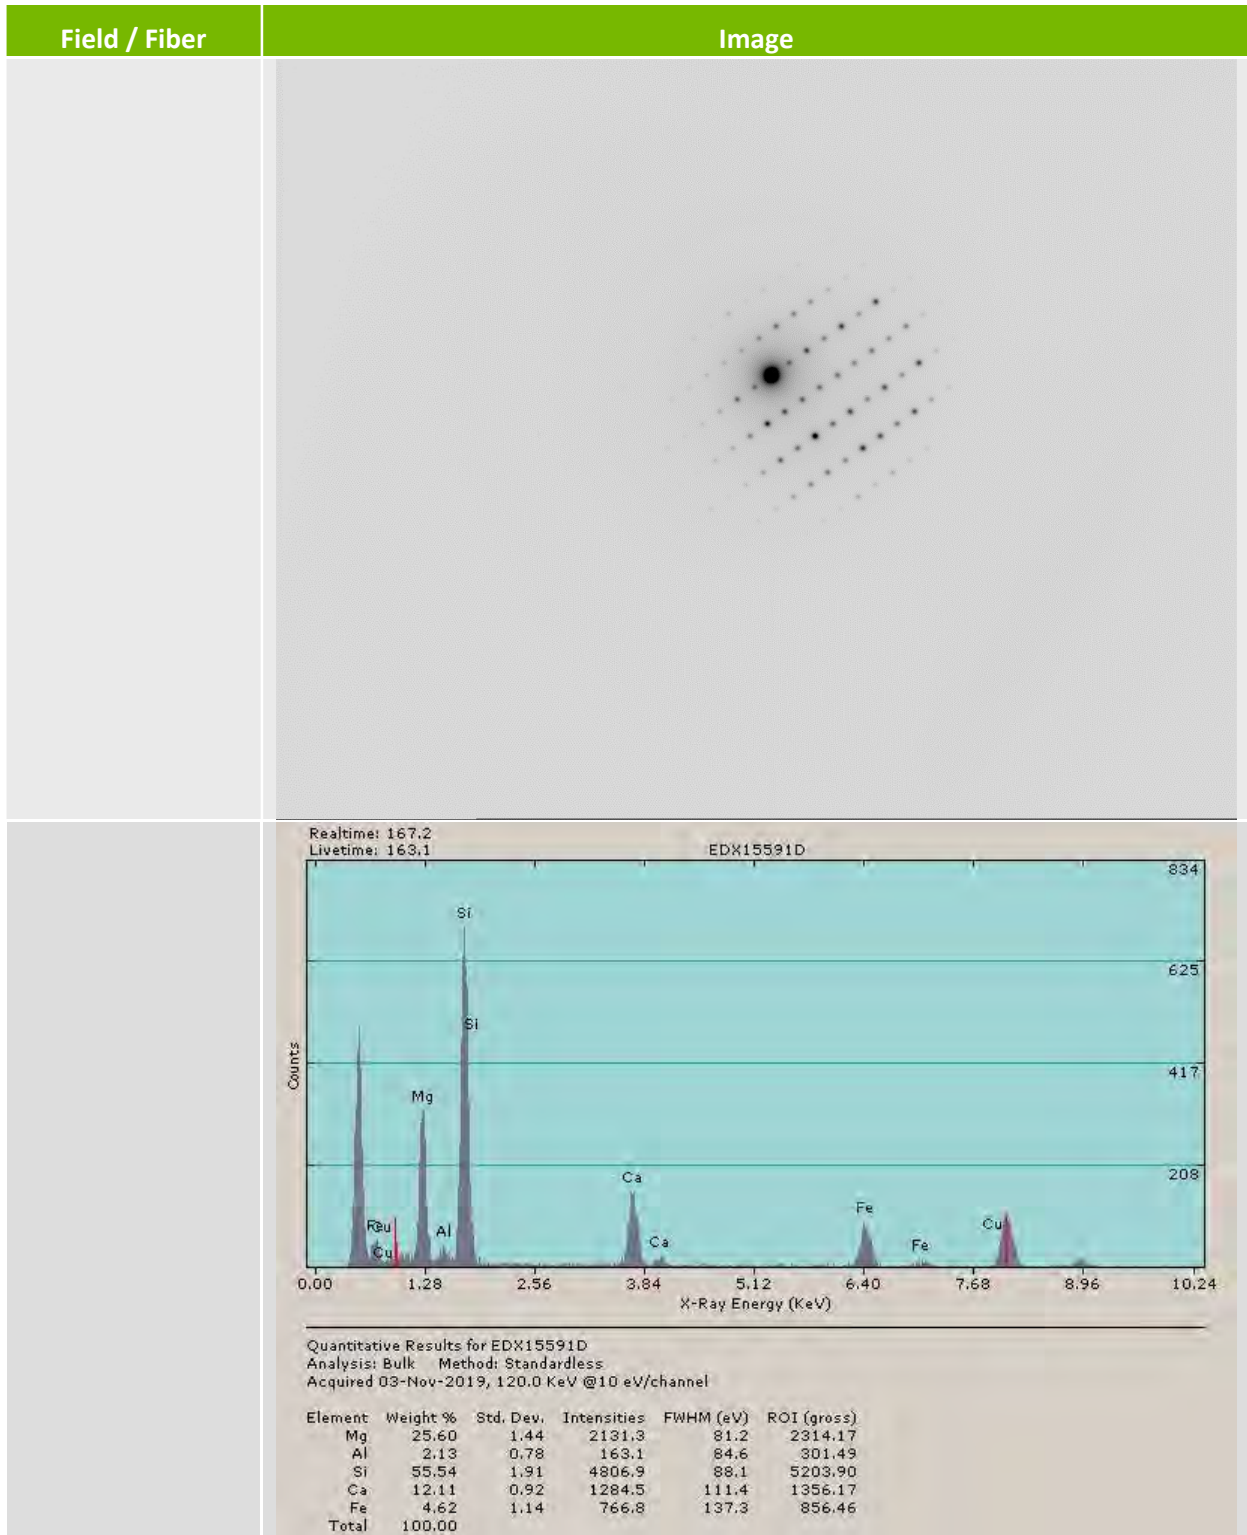 Field / Fiber Image
Realtime: 167.2
Livetime: 163.1 EDX15591D
834
Si
625
Si
Counts
417
Mg
208
Ca
Fe
Cu
Al
Ca
Fe
Cu
0.00 1.28 2.56 3.84 5.12 6.40 7.68 8.96 10.24
X-Ray Energy (KeV)
Quantitative Results for EDX15591D
Analysis: Bulk Method: Standardless
Acquired 03-Nov-2019, 120.0 KeV @10 eV/channel
Element Weight % Std. Dev. Intensities FWHM (eV) ROI (gross)
Mg 25.60 1.44 2131.3 81.2 2314.17
Al 2.13 0.78 163.1 84.6 301.49
Si 55.54 1.91 4806.9 88.1 5203.90
Ca 12.11 0.92 1284.5 111.4 1356.17
Fe 4.62 1.14 766.8 137.3 856.46
Total 100.00